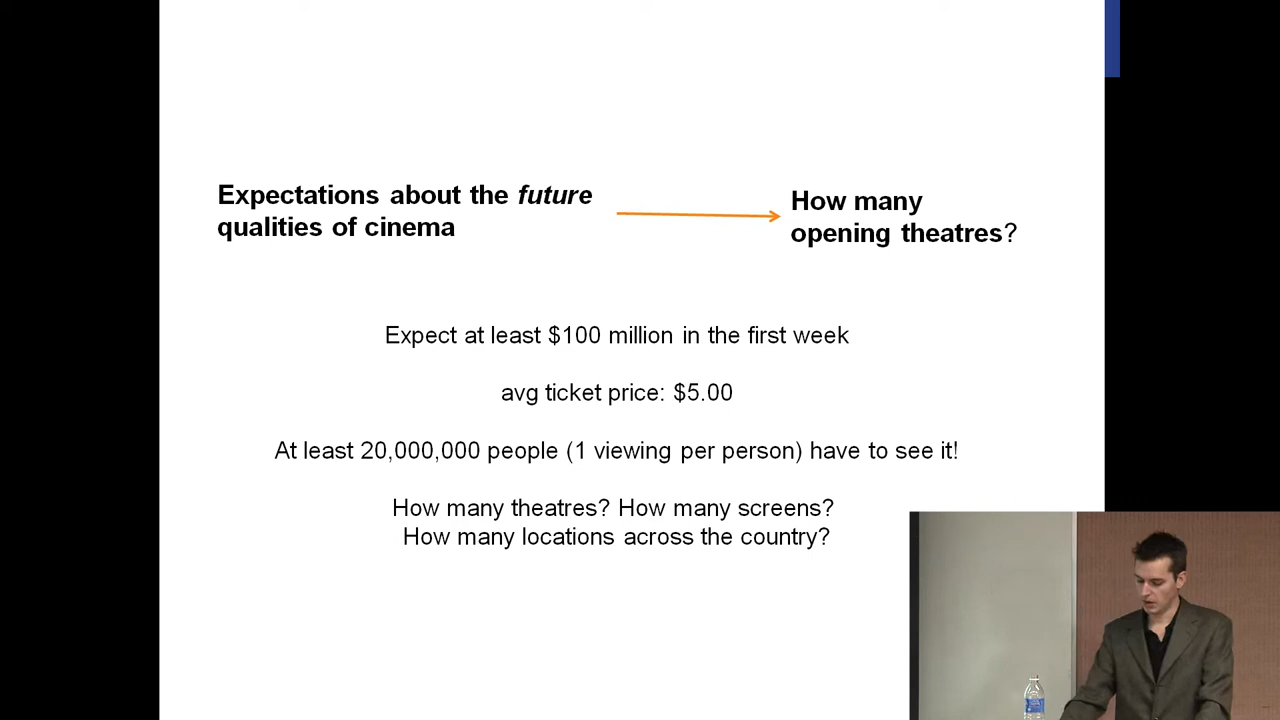 Expectations about the future
qualities of cinema
How many
opening theatres?
Expect at least $100 million in the first week
avg ticket price: $5.00
At least 20,000,000 people (1 viewing per person) have to see it!
How many theatres? How many screens?
How many locations across the country?